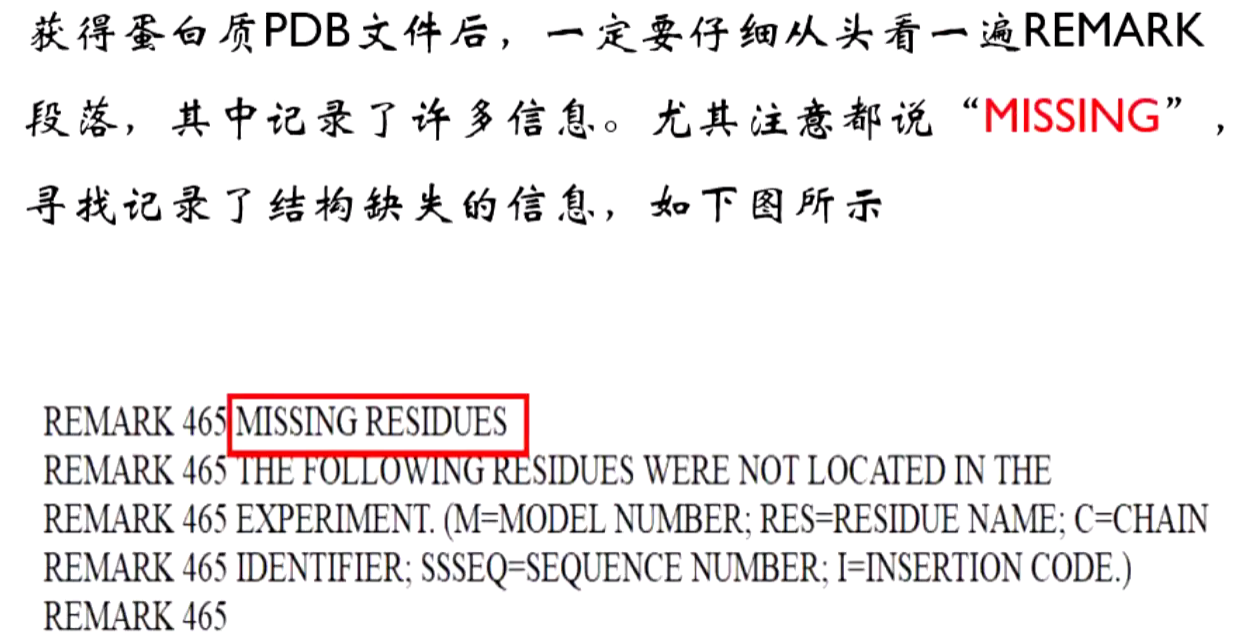 获得蛋白质PDB文件后，一定要仔细从头看一遍REMARK
段落，其中记录了许多信息。尤其注意都说“MISSING”，
寻找记录了结构缺失的信息，如下图所示
REMARK 465 MISSING RESIDUES
REMARK 465 THE FOLLOWING RESIDUES WERE NOT LOCATED IN THE
REMARK 465 EXPERIMENT. (M=MODEL NUMBER; RES=RESIDUE NAME; C=CHAIN
REMARK 465 IDENTIFIER; SSSEQ=SEQUENCE NUMBER; I=INSERTION CODE.)
REMARK 465